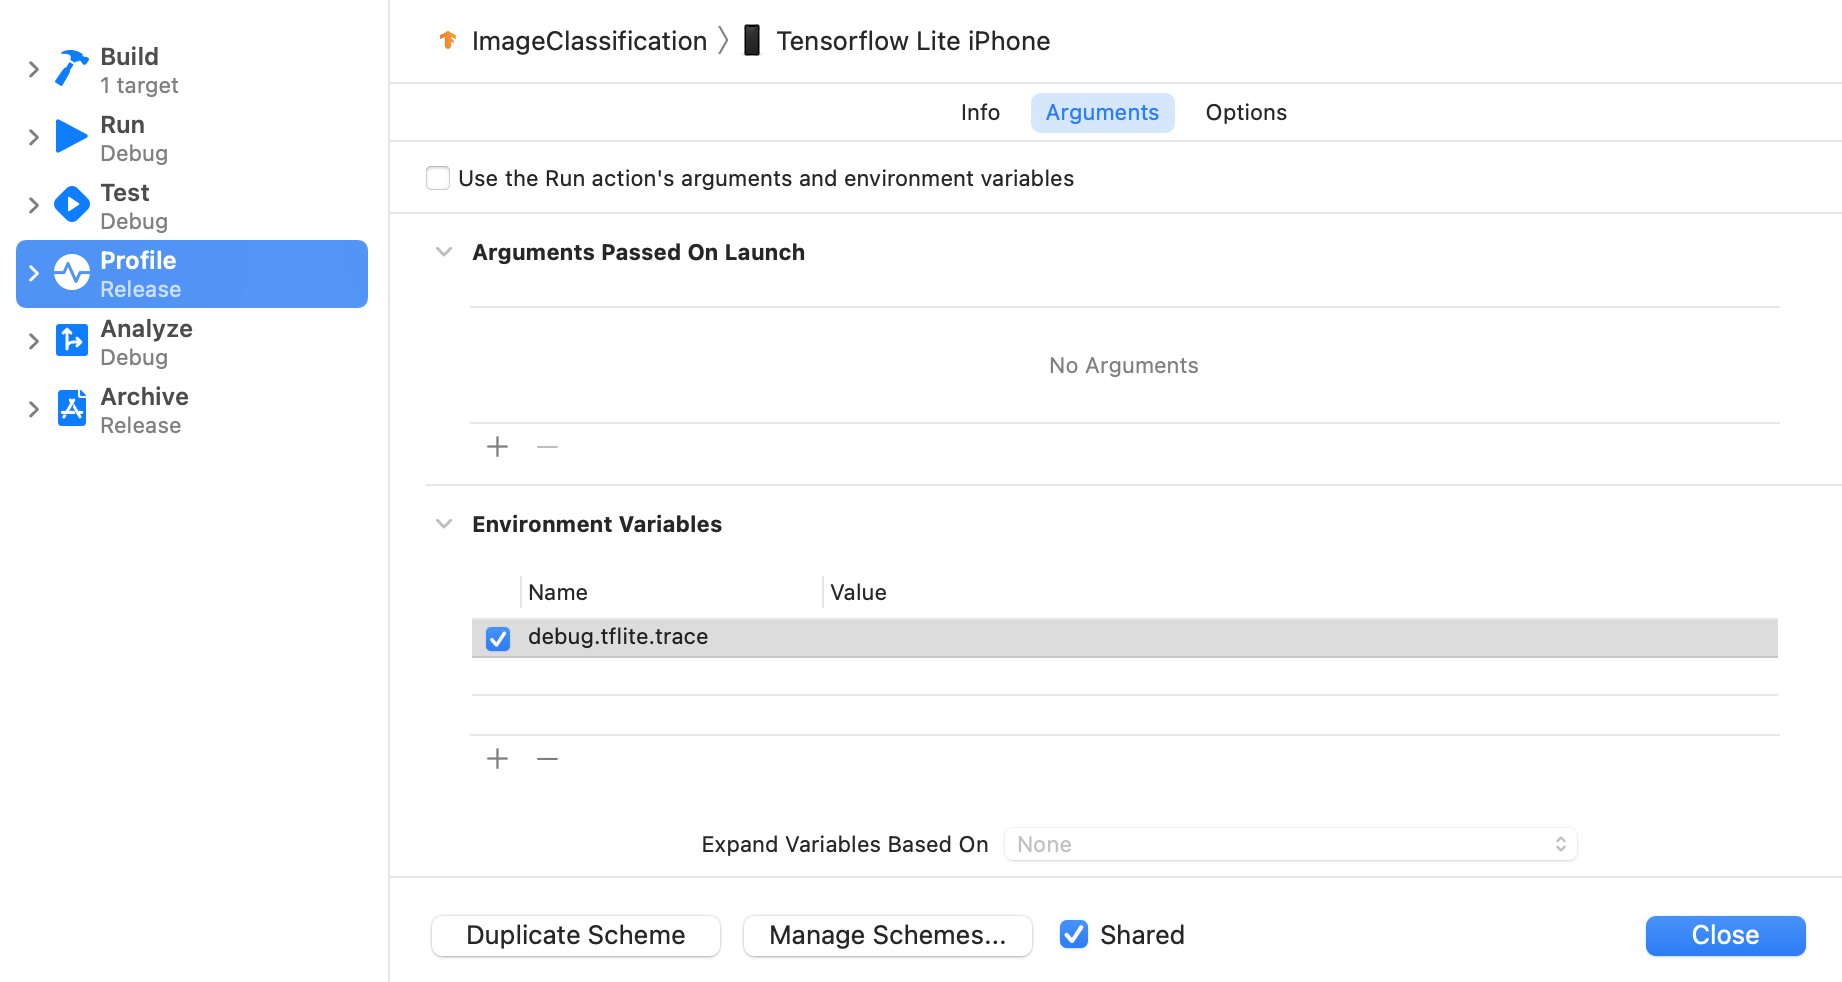 Build
1 target
Run
Debug
Test
Debug
Profile
Release
Analyze
Debug
Archive
Release
ImageClassification 〉 Tensorflow Lite iPhone
Info Arguments Options
Use the Run action's arguments and environment variables
Arguments Passed On Launch
No Arguments
Environment Variables
Name Value
debug.tflite.trace
Expand Variables Based On None
Duplicate Scheme Manage Schemes... Shared Close